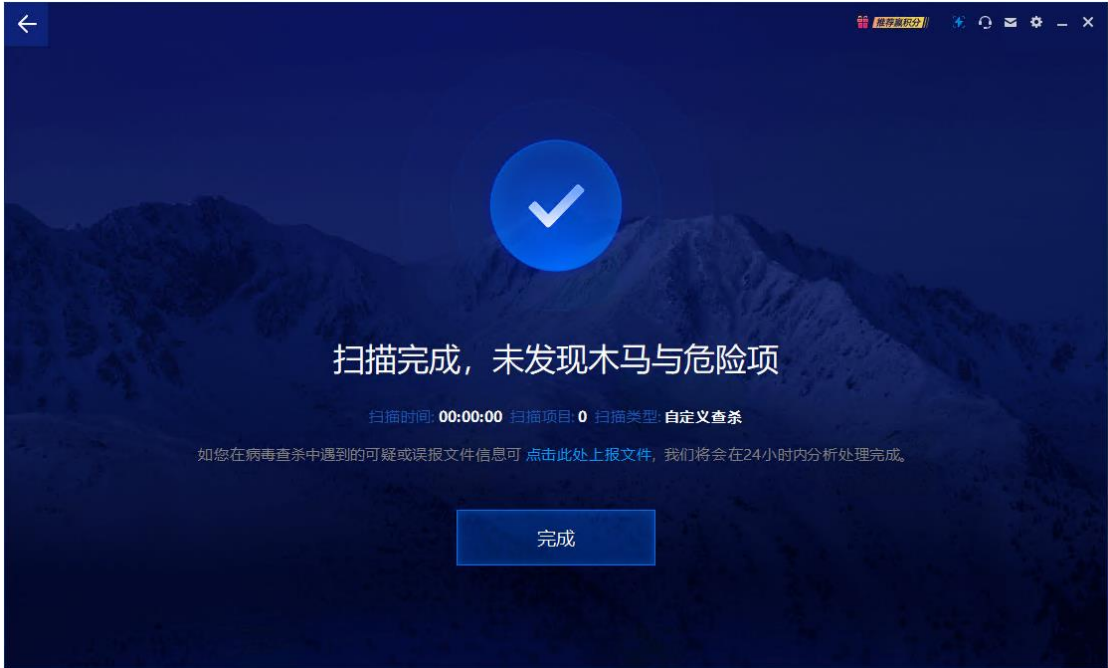 推荐赢积分
扫描完成，未发现木马与危险项
扫描时间: 00:00:00 扫描项目: 0 扫描类型: 自定义查杀
如您在病毒查杀中遇到的可疑或误报文件信息可 点击此处上报文件, 我们将会在24小时内分析处理完成。
完成